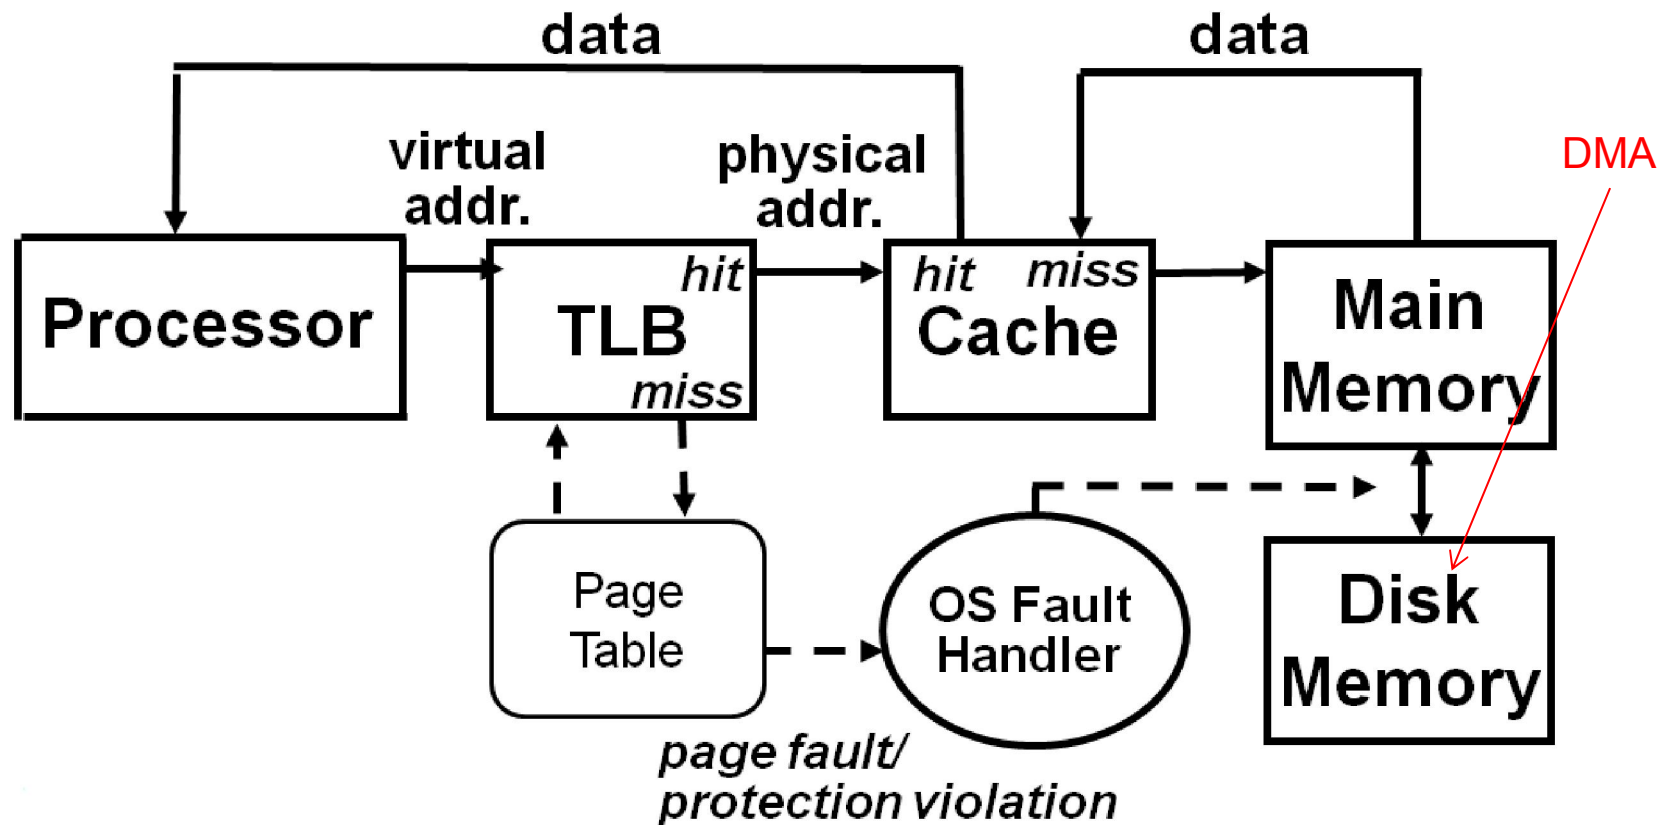 data
data
DMA
virtual
addr.
physical
addr.
Processor
hit
TLB
miss
hit
miss
Cache
Main
Memory
Page
Table
OS Fault
Handler
Disk
Memory
page fault/
protection violation